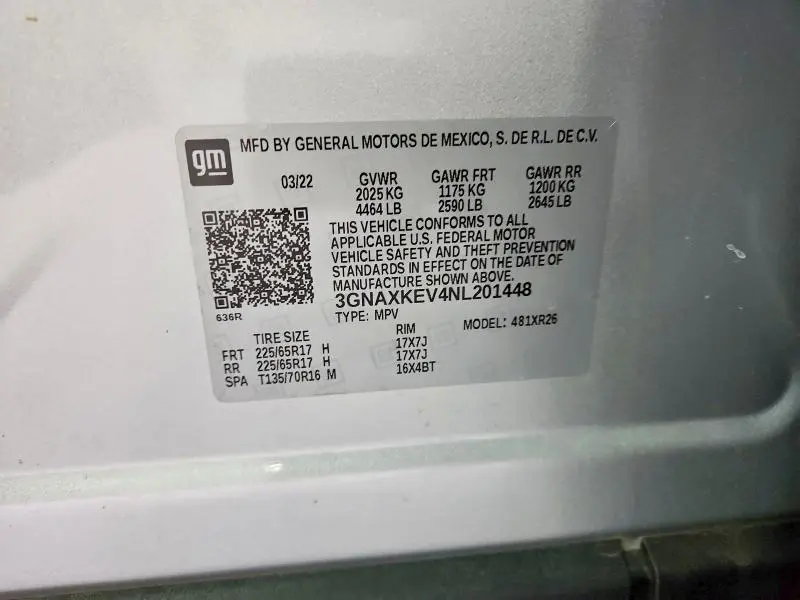 gm
MFD BY GENERAL MOTORS DE MEXICO, S. DE R.L. DE C.V.
03/22 GVWR GAWR FRT GAWR RR
2025 KG 1175 KG 1200 KG
4464 LB 2590 LB 2645 LB
THIS VEHICLE CONFORMS TO ALL
APPLICABLE U.S. FEDERAL MOTOR
VEHICLE SAFETY AND THEFT PREVENTION
STANDARDS IN EFFECT ON THE DATE OF
MANUFACTURE SHOWN ABOVE.
3GNAXKEV4NL201448
636R
TYPE: MPV MODEL: 481XR26
TIRE SIZE RIM
FRT 225/65R17 H 17X7J
RR 225/65R17 H 17X7J
SPA T135/70R16 M 16X4BT